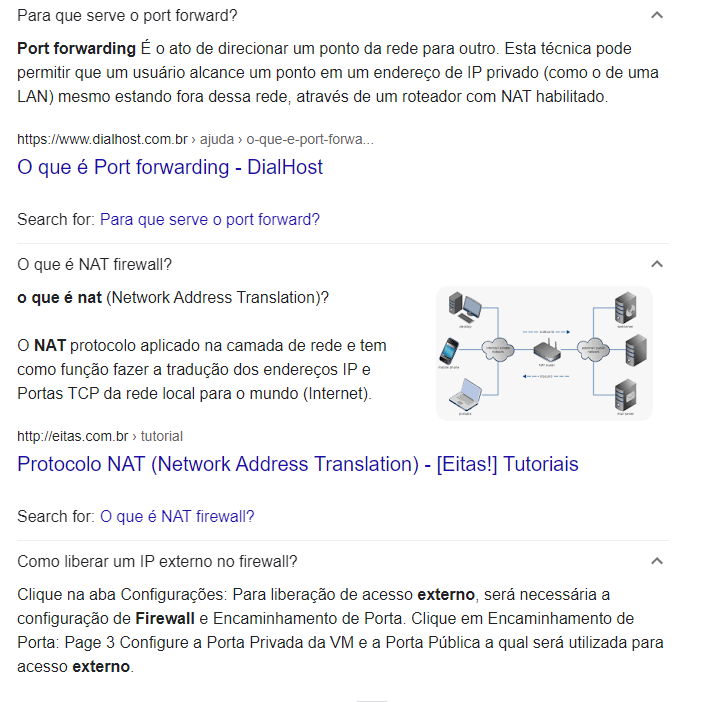 Para que serve o port forward?
Port forwarding É o ato de direcionar um ponto da rede para outro. Esta técnica pode
permitir que um usuário alcance um ponto em um endereço de IP privado (como o de uma
LAN) mesmo estando fora dessa rede, através de um roteador com NAT habilitado.
https://www.dialhost.com.br › ajuda › o-que-e-port-forwa...
O que é Port forwarding - DialHost
Search for: Para que serve o port forward?
O que é NAT firewall?
o que é nat (Network Address Translation)?
O NAT protocolo aplicado na camada de rede e tem
como função fazer a tradução dos endereços IP e
Portas TCP da rede local para o mundo (Internet).
http://eitas.com.br › tutorial
Protocolo NAT (Network Address Translation) - [Eitas!] Tutoriais
Search for: O que é NAT firewall?
Como liberar um IP externo no firewall?
Clique na aba Configurações: Para liberação de acesso externo, será necessária a
configuração de Firewall e Encaminhamento de Porta. Clique em Encaminhamento de
Porta: Page 3 Configure a Porta Privada da VM e a Porta Pública a qual será utilizada para
acesso externo.